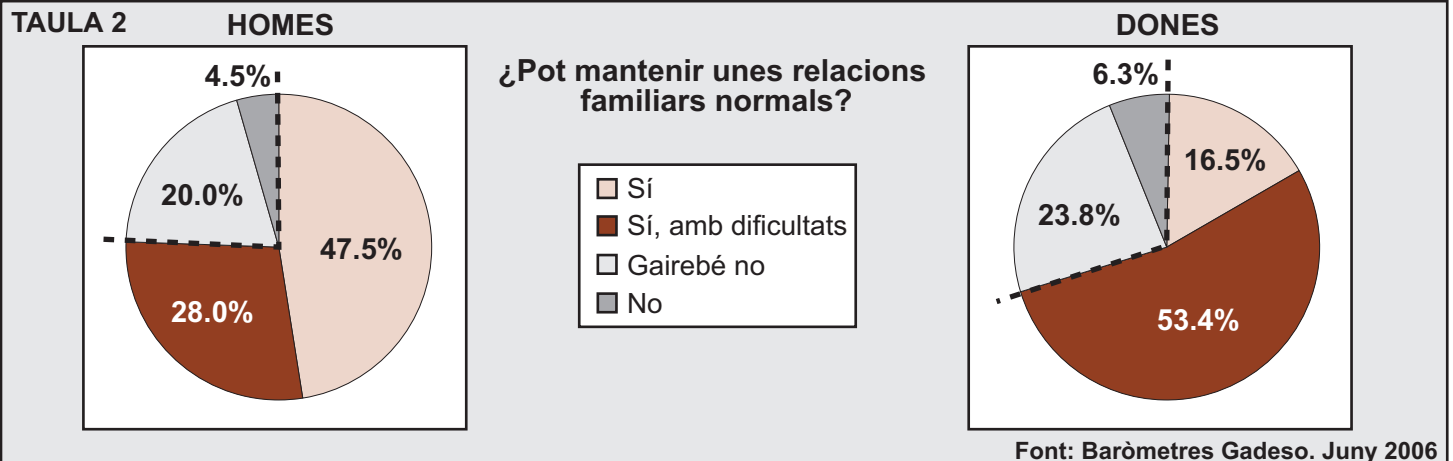 TAULA 2
HOMES
4.5%
20.0%
47.5%
28.0%
¿Pot mantenir unes relacions
familiars normals?
Sí
Sí, amb dificultats
Gairebé no
No
DONES
6.3%
16.5%
23.8%
53.4%
Font: Baròmetres Gadeso. Juny 2006